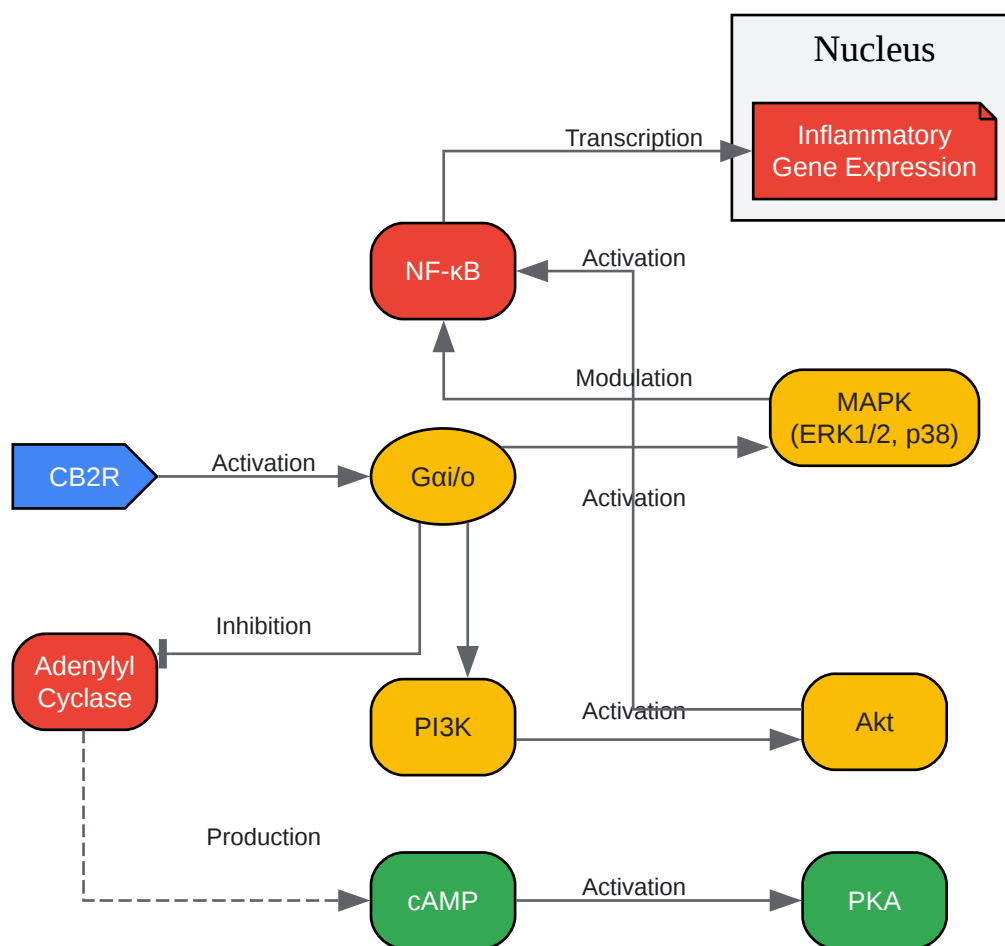 Nucleus
Transcription
Inflammatory
Gene Expression
NF-κB
Activation
Modulation
MAPK
(ERK1/2, p38)
CB2R
Activation
Gαi/o
Activation
Inhibition
Adenylyl
Cyclase
PI3K
Activation
Akt
Production
cAMP
Activation
PKA